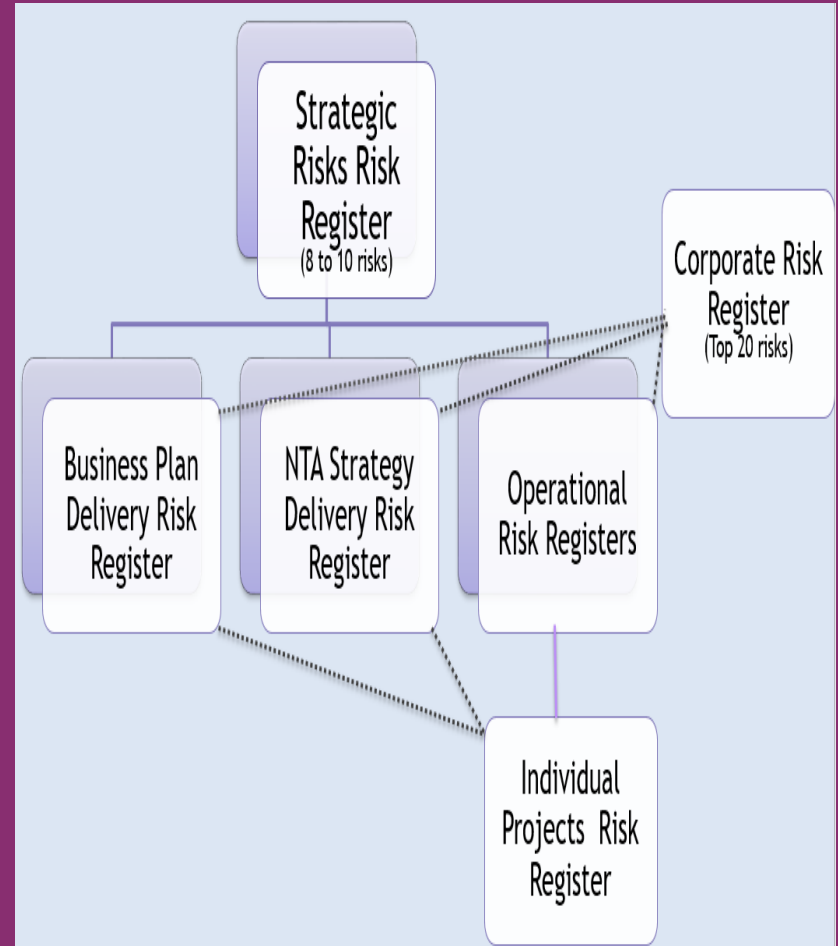 Strategic
Risks Risk
Register
(8 to 10 risks)
Corporate Risk
Register
(Top 20 risks)
Business Plan
Delivery Risk
Register
NTA Strategy
Delivery Risk
Register
Operational
Risk Registers
Individual
Projects  Risk
Register